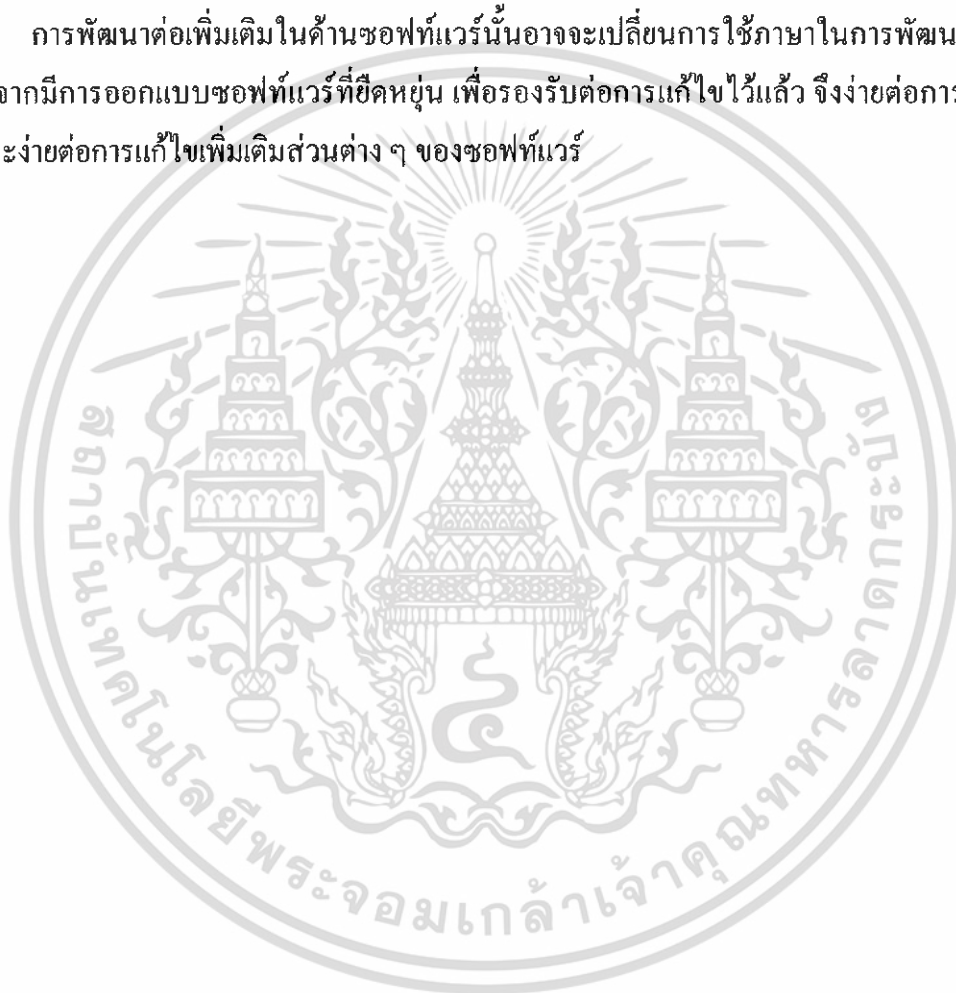 การพัฒนาต่อเพิ่มเติมในด้านซอฟท์แวร์นั้นอาจจะเปลี่ยนการใช้ภาษาในการพัฒน
จากมีการออกแบบซอฟท์แวร์ที่ยืดหยุ่น เพื่อรองรับต่อการแก้ไขไว้แล้ว จึงง่ายต่อการ
ะง่ายต่อการแก้ไขเพิ่มเติมส่วนต่าง ๆ ของซอฟท์แวร์
สถาบันเทคโนโลยีพระจอมเกล้าเจ้าคุณทหารลาดกระบัง
๔